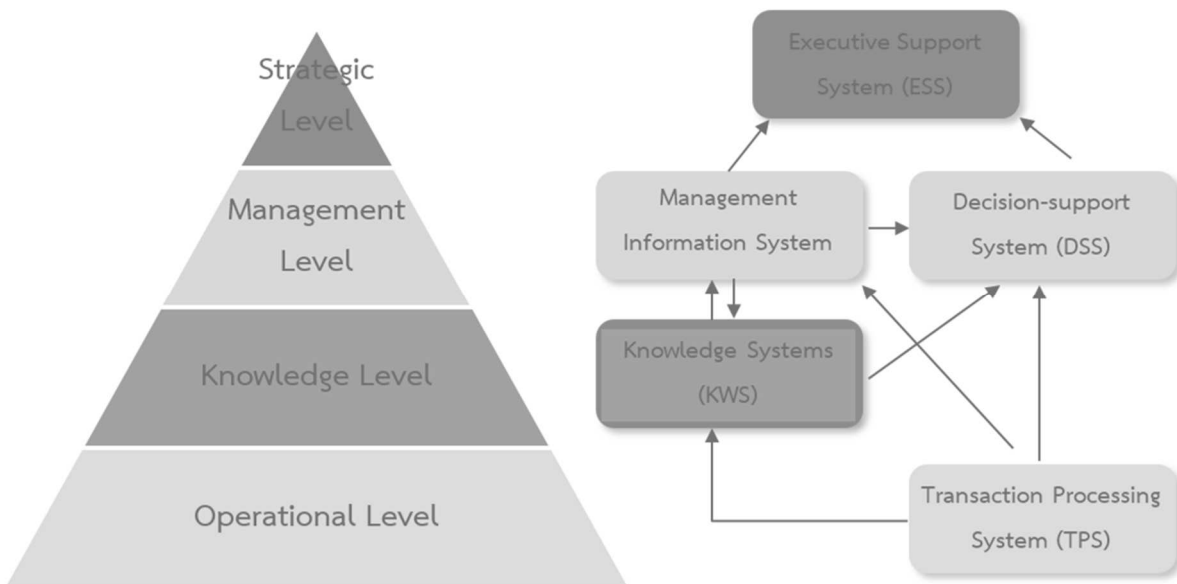 Strategic
Level
Management
Level
Knowledge Level
Operational Level
Executive Support
System (ESS)
Management
Information System
Decision-support
System (DSS)
Knowledge Systems
(KWS)
Transaction Processing
System (TPS)